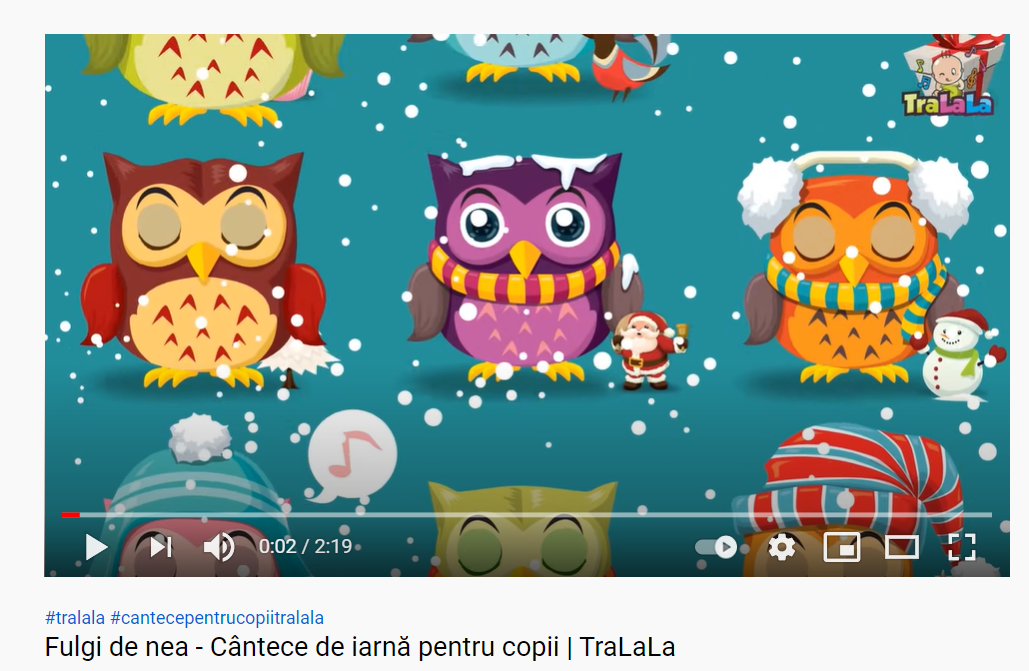 TraLaLa
0:02 / 2:19
#tralala #cantecepentrucopiitralala
Fulgi de nea - Cântece de iarnă pentru copii | TraLaLa